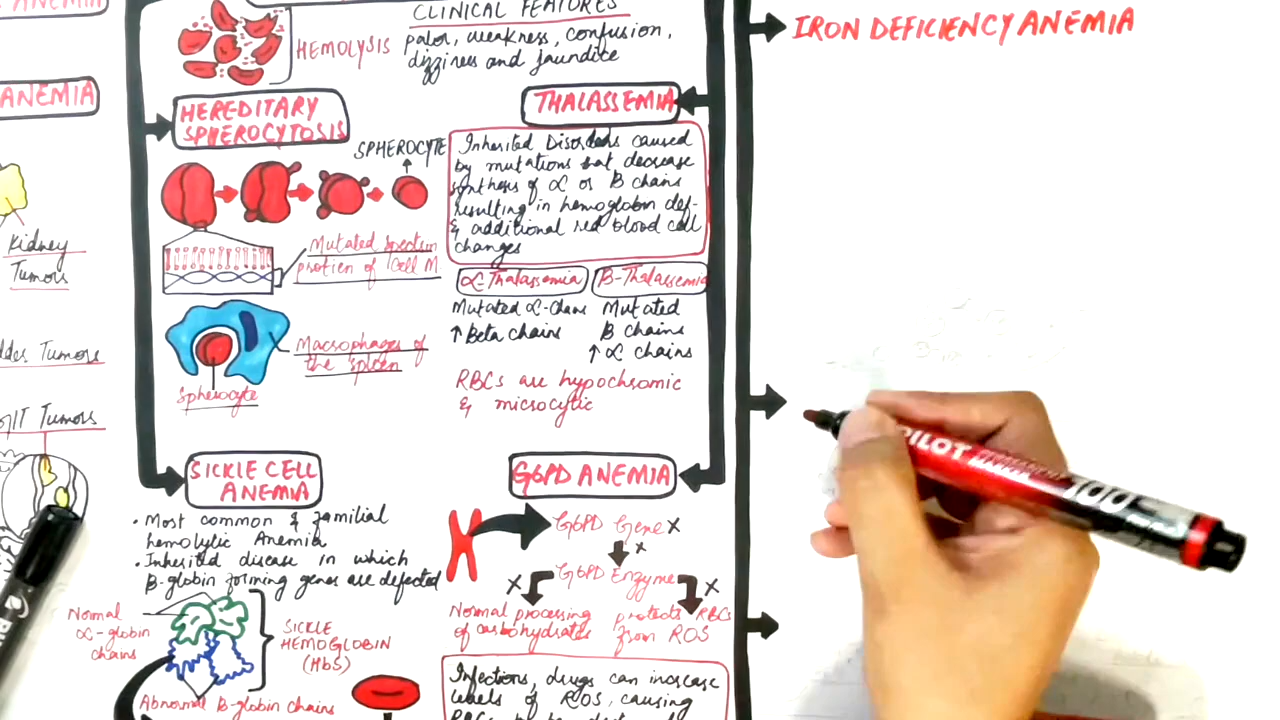 ANEMIA
ANEMIA
Kidney
Tumors
Tumors
GIT Tumors
CLINICAL FEATURES
HEMOLYSIS
palor, weakness, confusion,
dizziness and jaundice
HEREDITARY
SPHEROCYTOSIS
SPHEROCYTE
Mutated spectrin
protien of Cell M.
Macrophages of
the spleen
Spherocyte
THALASSEMIA
Inherited Disorders caused
by mutations that decrease
synthesis of α or B chains
resulting in hemoglobin def-
& additional red blood cell
changes
α-Thalassemia
B-Thalassemia
Mutated α-chains
↑ Beta chains
Mutated
B chains
↑ α chains
RBCs are hypochromic
& microcytic
SICKLE CELL
ANEMIA
• Most common & familial
hemolytic Anemia
• Inherited disease in which
B-globin forming genes are defected
Normal
α-globin
chains
SICKLE
HEMOGLOBIN
(HbS)
Abnormal B-globin chains
G6PD ANEMIA
G6PD Gene X
X
G6PD Enzyme
X X
Normal processing
of carbohydrates
protects RBCs
from ROS
Infections, drugs can increase
levels of ROS, causing
IRON DEFICIENCY ANEMIA
PILOT
100